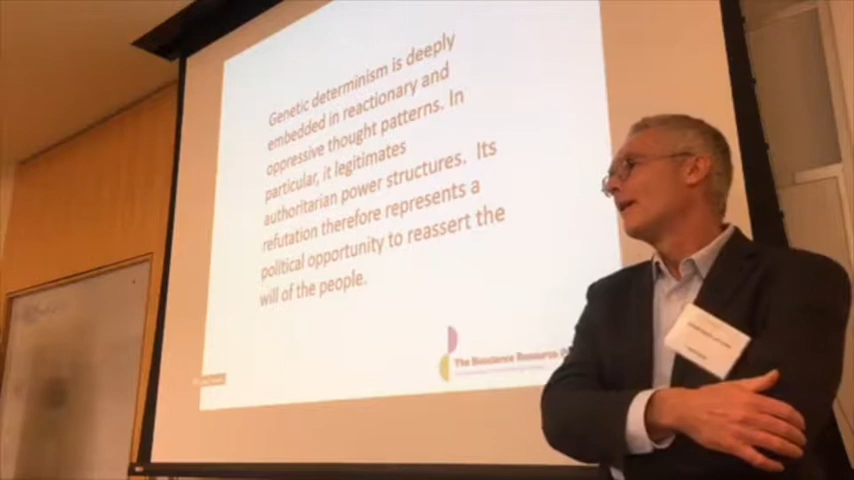 Genetic determinism is deeply
embedded in reactionary and
oppressive thought patterns. In
particular, it legitimates
authoritarian power structures. Its
refutation therefore represents a
political opportunity to reassert the
will of the people.
The Bioscience Resource